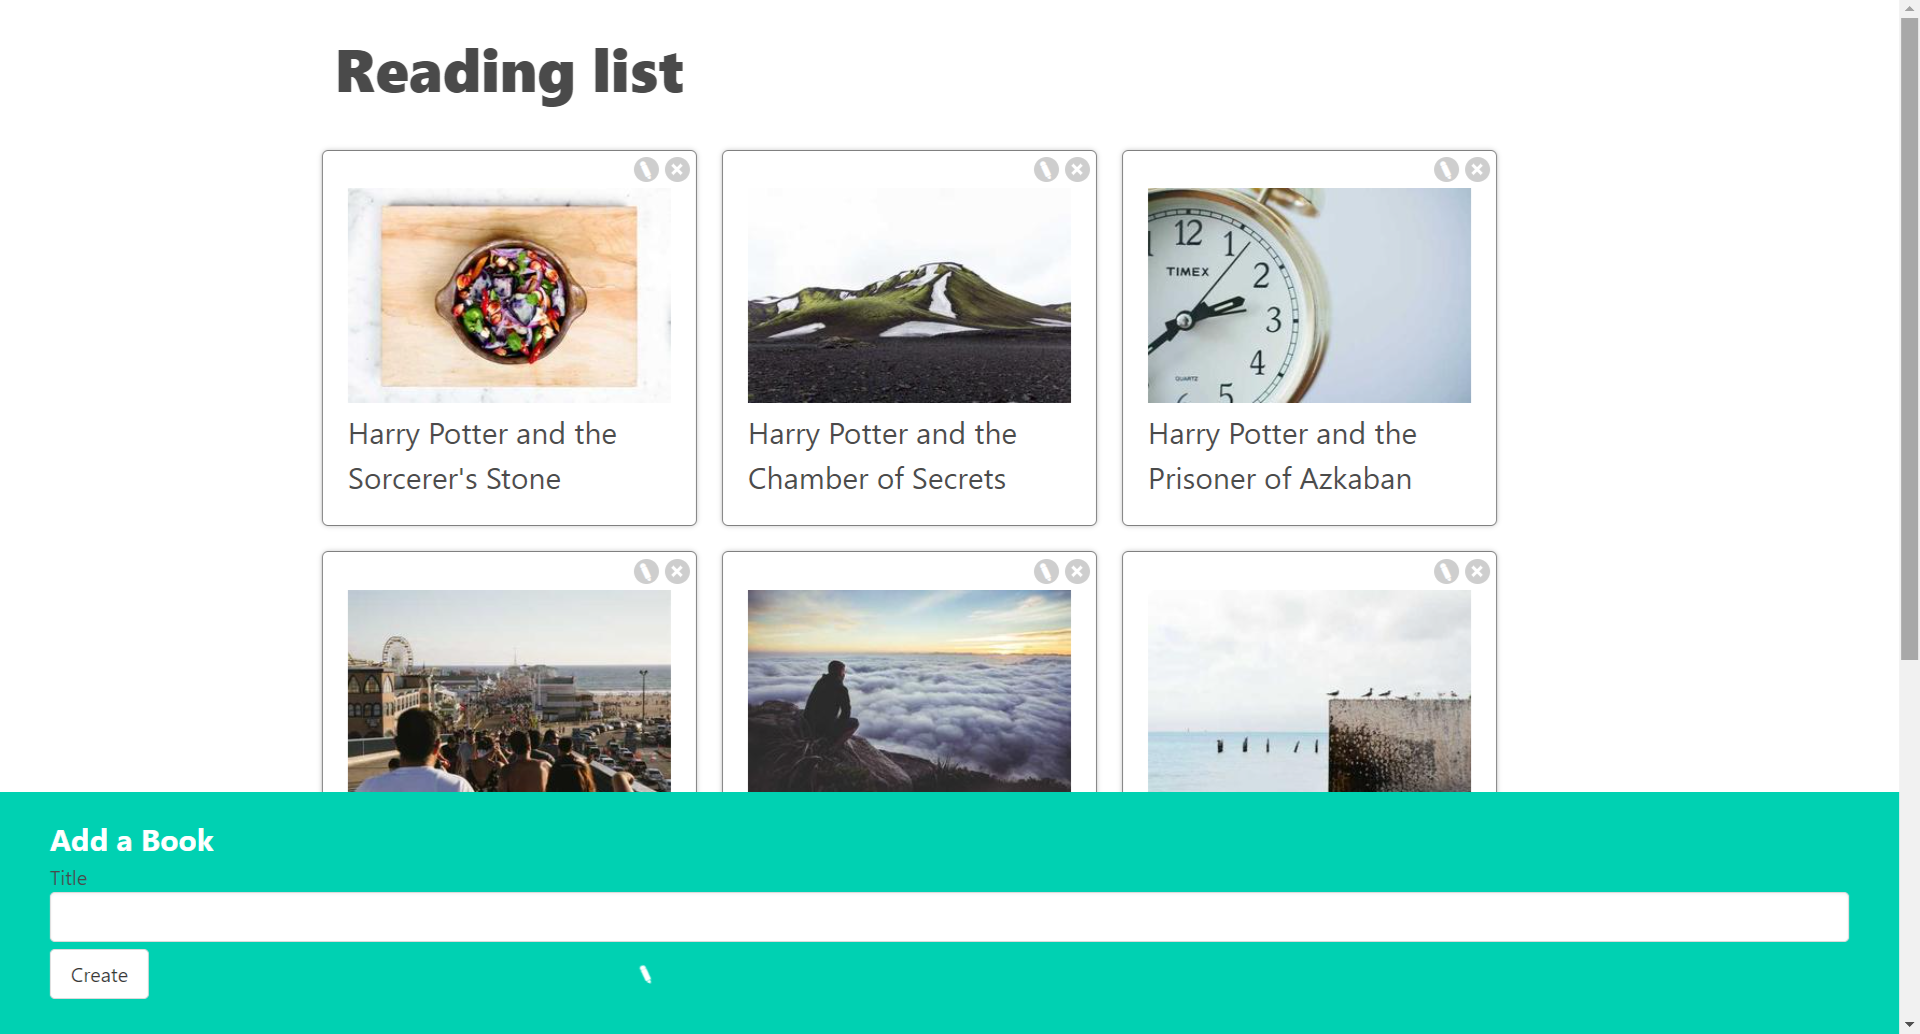 Reading list
Harry Potter and the
Sorcerer's Stone
Harry Potter and the
Chamber of Secrets
12
1
TIMEX
2
3
4
QUARTZ
5
6
Harry Potter and the
Prisoner of Azkaban
Add a Book
Title
Create